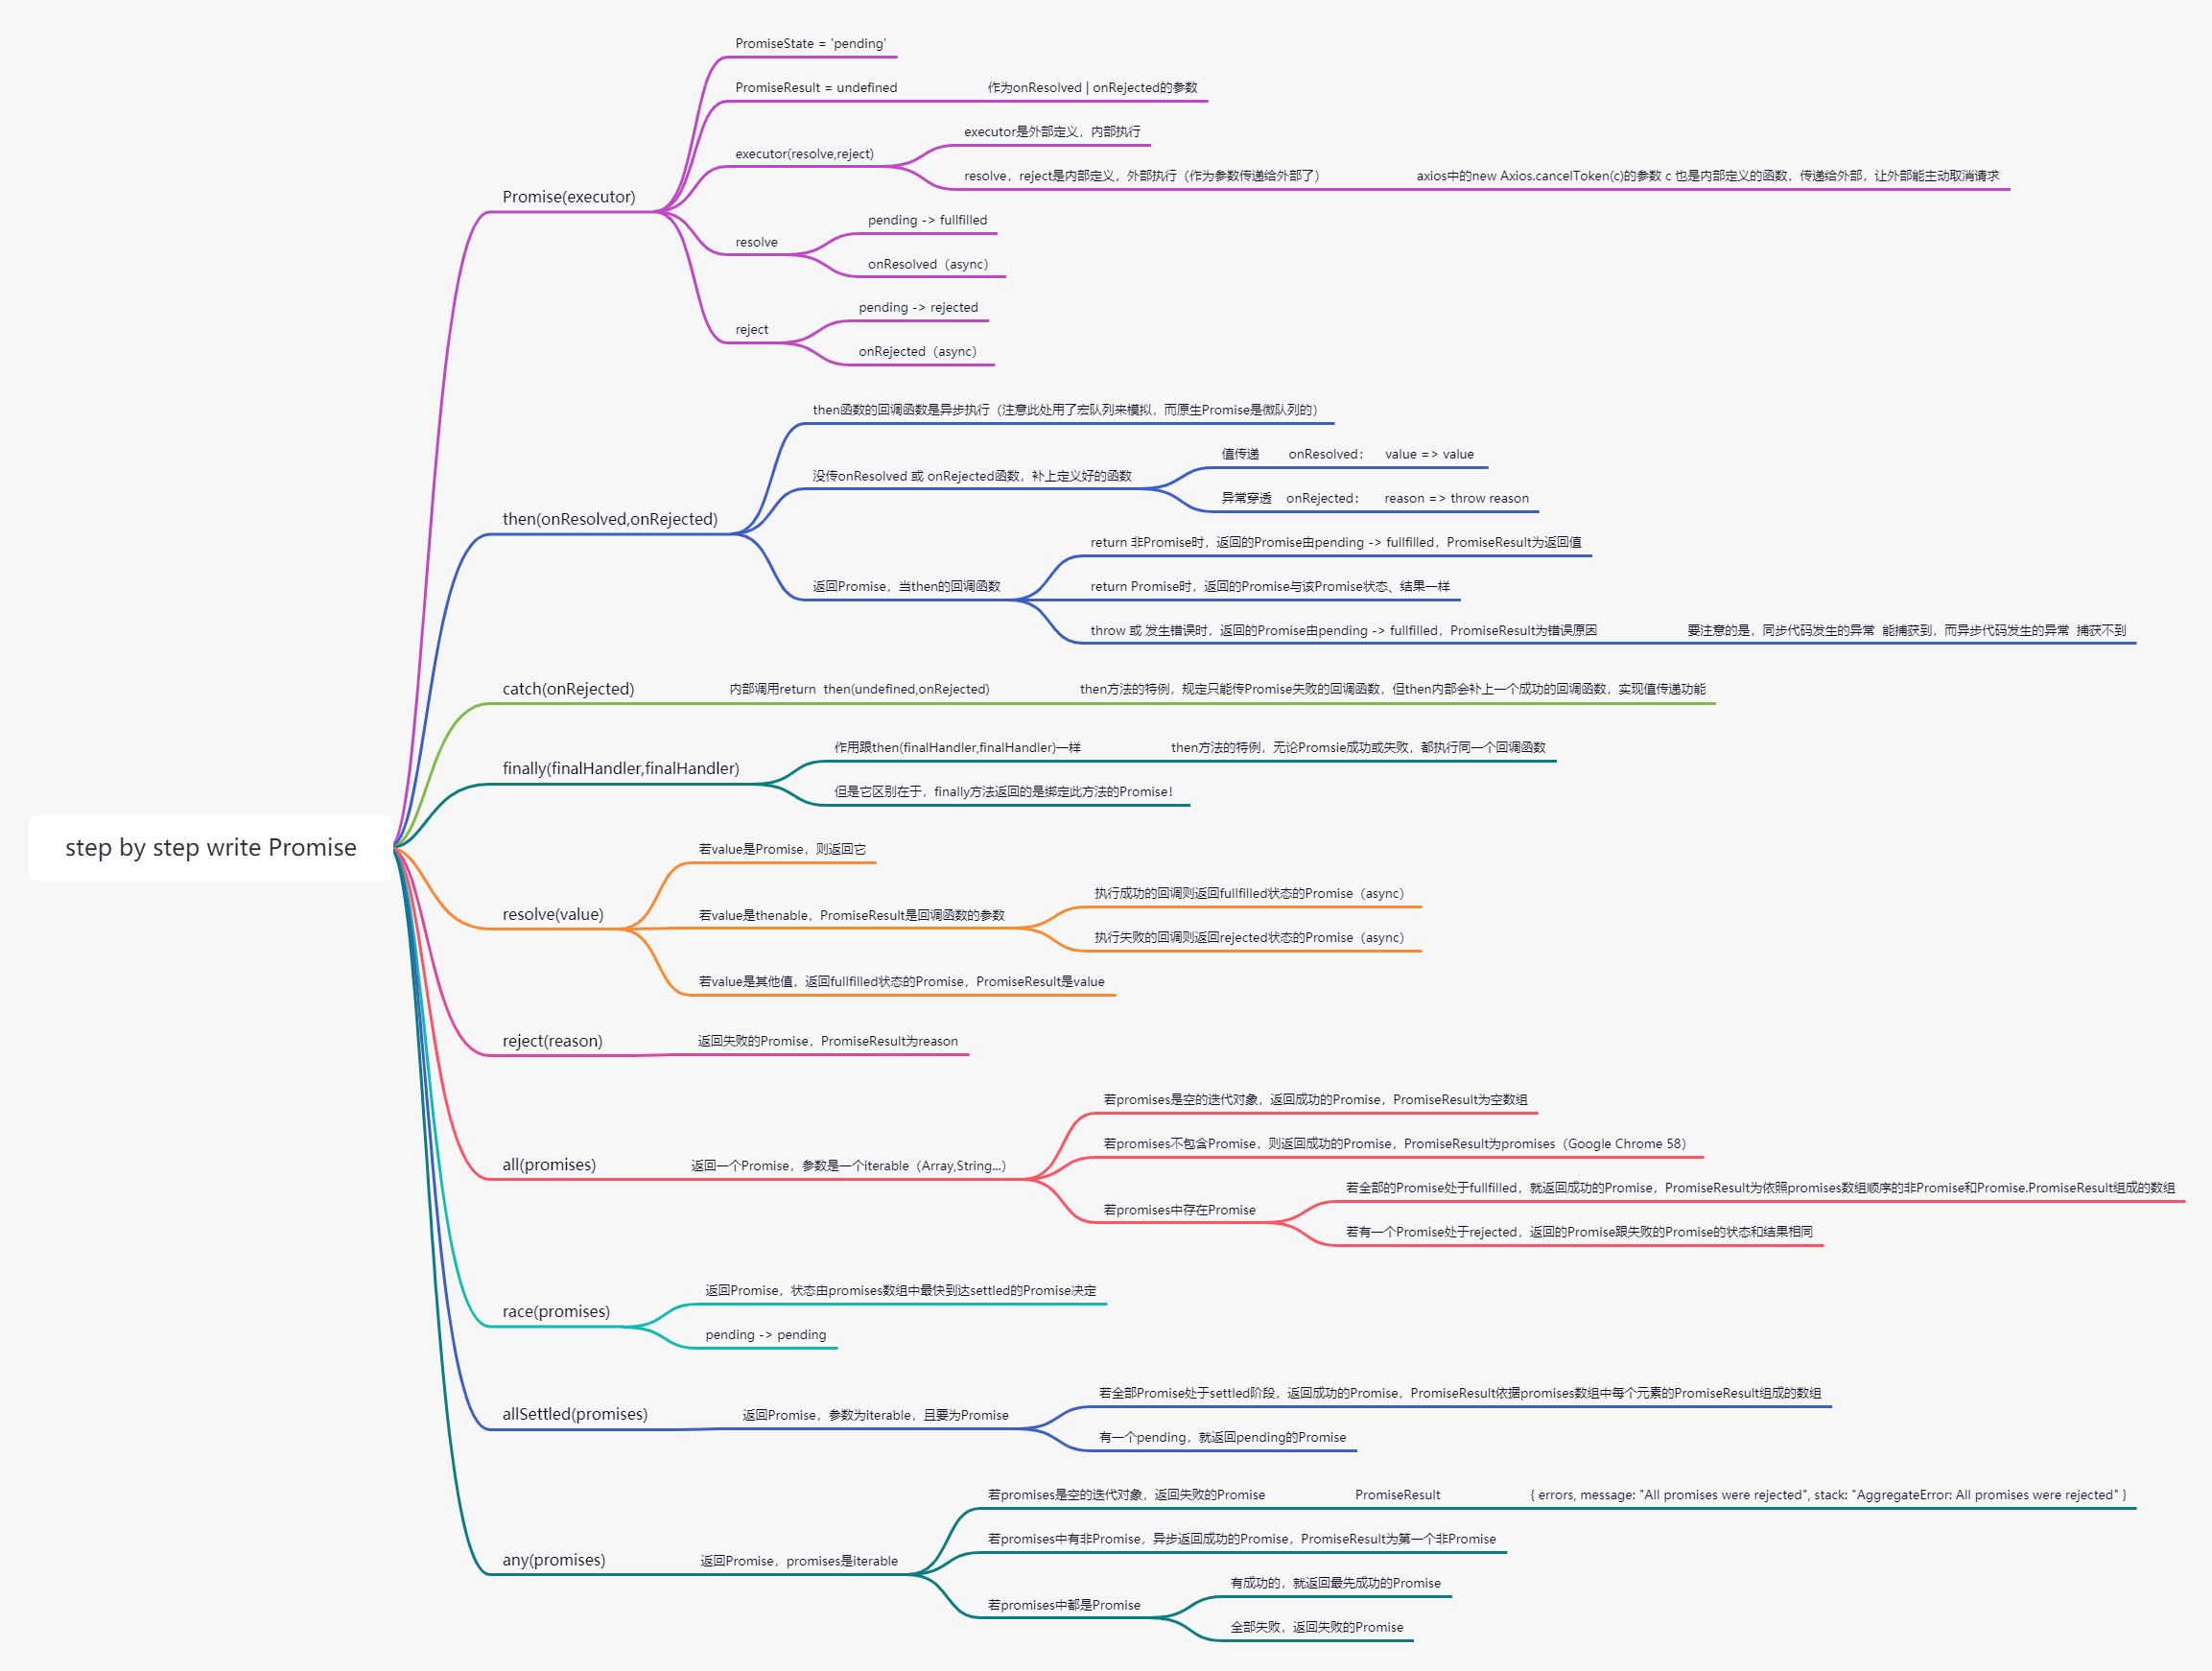 step by step write Promise
Promise(executor)
PromiseState = 'pending'
PromiseResult = undefined
作为onResolved | onRejected的参数
executor(resolve,reject)
executor是外部定义，内部执行
resolve，reject是内部定义，外部执行（作为参数传递给外部了）
axios中的new Axios.cancelToken(c)的参数 c 也是内部定义的函数，传递给外部，让外部能主动取消请求
resolve
pending -> fullfilled
onResolved（async）
reject
pending -> rejected
onRejected（async）
then(onResolved,onRejected)
then函数的回调函数是异步执行（注意此处用了宏队列来模拟，而原生Promise是微队列的）
没传onResolved 或 onRejected函数，补上定义好的函数
值传递 onResolved： value => value
异常穿透 onRejected： reason => throw reason
返回Promise，当then的回调函数
return 非Promise时，返回的Promise由pending -> fullfilled，PromiseResult为返回值
return Promise时，返回的Promise与该Promise状态、结果一样
throw 或 发生错误时，返回的Promise由pending -> fullfilled，PromiseResult为错误原因
要注意的是，同步代码发生的异常 能捕获到，而异步代码发生的异常 捕获不到
catch(onRejected)
内部调用return then(undefined,onRejected)
then方法的特例，规定只能传Promise失败的回调函数，但then内部会补上一个成功的回调函数，实现值传递功能
finally(finalHandler,finalHandler)
作用跟then(finalHandler,finalHandler)一样
then方法的特例，无论Promsie成功或失败，都执行同一个回调函数
但是它区别在于，finally方法返回的是绑定此方法的Promise！
resolve(value)
若value是Promise，则返回它
若value是thenable，PromiseResult是回调函数的参数
执行成功的回调则返回fullfilled状态的Promise（async）
执行失败的回调则返回rejected状态的Promise（async）
若value是其他值，返回fullfilled状态的Promise，PromiseResult是value
reject(reason)
返回失败的Promise，PromiseResult为reason
all(promises)
返回一个Promise，参数是一个iterable（Array,String...）
若promises是空的迭代对象，返回成功的Promise，PromiseResult为空数组
若promises不包含Promise，则返回成功的Promise，PromiseResult为promises（Google Chrome 58）
若promises中存在Promise
若全部的Promise处于fullfilled，就返回成功的Promise，PromiseResult为依照promises数组顺序的非Promise和Promise.PromiseResult组成的数组
若有一个Promise处于rejected，返回的Promise跟失败的Promise的状态和结果相同
race(promises)
返回Promise，状态由promises数组中最快到达settled的Promise决定
pending -> pending
allSettled(promises)
返回Promise，参数为iterable，且要为Promise
若全部Promise处于settled阶段，返回成功的Promise，PromiseResult依据promises数组中每个元素的PromiseResult组成的数组
有一个pending，就返回pending的Promise
any(promises)
返回Promise，promises是iterable
若promises是空的迭代对象，返回失败的Promise
PromiseResult
{ errors, message: "All promises were rejected", stack: "AggregateError: All promises were rejected" }
若promises中有非Promise，异步返回成功的Promise，PromiseResult为第一个非Promise
若promises中都是Promise
有成功的，就返回最先成功的Promise
全部失败，返回失败的Promise